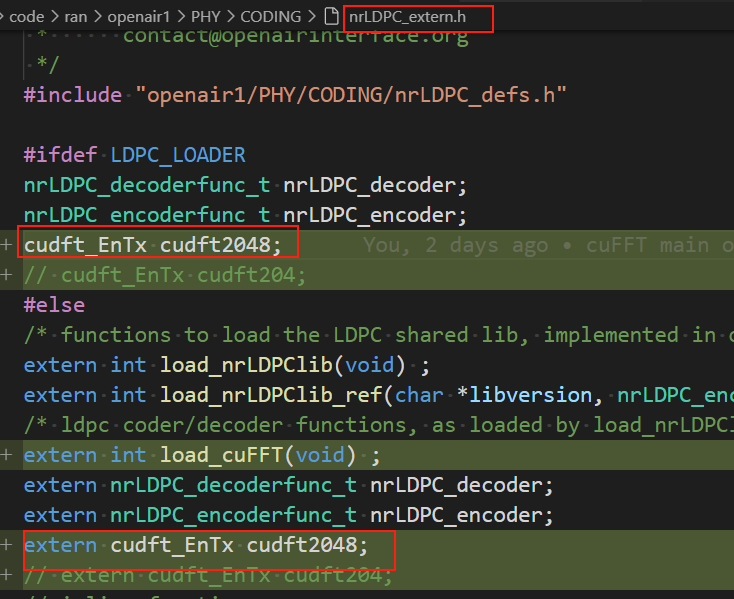 code > ran > openair1 > PHY > CODING > nrLDPC_extern.h
* contact@openairinterface.org
*/
#include "openair1/PHY/CODING/nrLDPC_defs.h"
#ifdef LDPC_LOADER
nrLDPC_decoderfunc_t nrLDPC_decoder;
nrLDPC_encoderfunc_t nrLDPC_encoder;
+ cudft_EnTx cudft2048; You, 2 days ago • cuFFT main
+ // cudft_EnTx cudft204;
#else
/* functions to load the LDPC shared lib, implemented in
extern int load_nrLDPClib(void) ;
extern int load_nrLDPClib_ref(char *libversion, nrLDPC_enc
/* ldpc coder/decoder functions, as loaded by load_nrLDPC
+ extern int load_cuFFT(void) ;
extern nrLDPC_decoderfunc_t nrLDPC_decoder;
extern nrLDPC_encoderfunc_t nrLDPC_encoder;
+ extern cudft_EnTx cudft2048;
+ // extern cudft_EnTx cudft204;